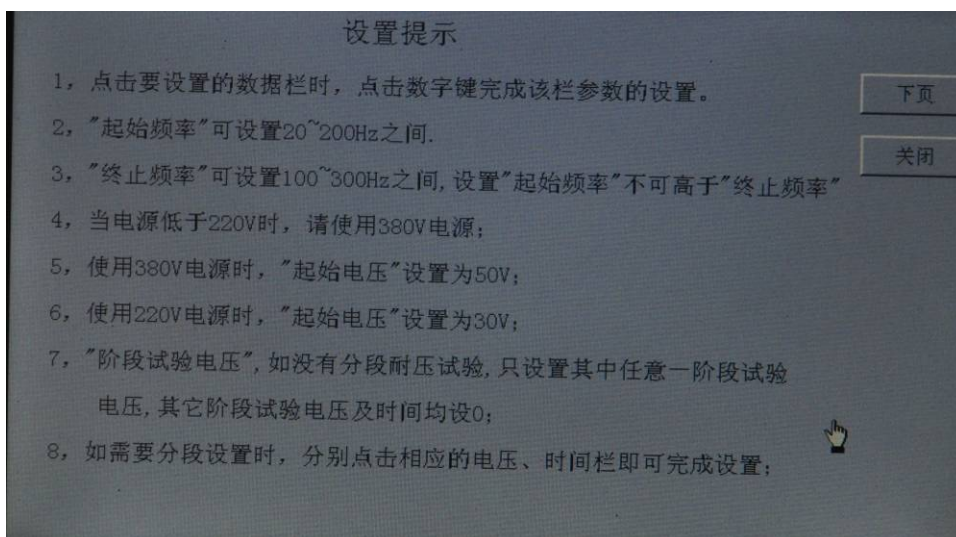 设置提示
1, 点击要设置的数据栏时, 点击数字键完成该栏参数的设置。
下页
2, "起始频率"可设置20~200Hz之间.
关闭
3, "终止频率"可设置100~300Hz之间, 设置"起始频率"不可高于"终止频率"
4, 当电源低于220V时, 请使用380V电源;
5, 使用380V电源时, "起始电压"设置为50V;
6, 使用220V电源时, "起始电压"设置为30V;
7, "阶段试验电压", 如没有分段耐压试验, 只设置其中任意一阶段试验
电压, 其它阶段试验电压及时间均设0;
8, 如需要分段设置时, 分别点击相应的电压、时间栏即可完成设置;